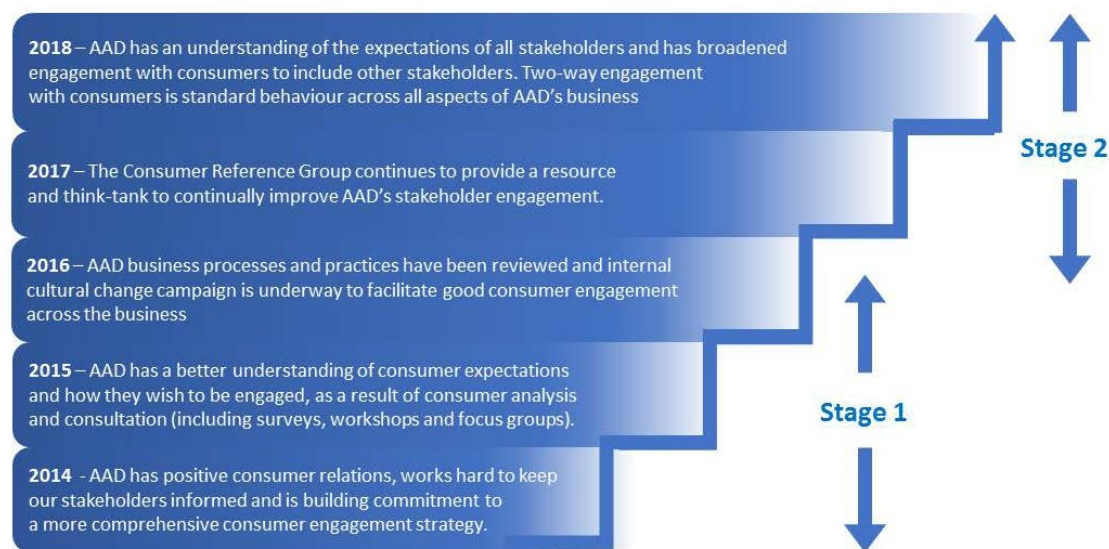 2018 – AAD has an understanding of the expectations of all stakeholders and has broadened
engagement with consumers to include other stakeholders. Two-way engagement
with consumers is standard behaviour across all aspects of AAD’s business
Stage 2
2017 – The Consumer Reference Group continues to provide a resource
and think-tank to continually improve AAD’s stakeholder engagement.
2016 – AAD business processes and practices have been reviewed and internal
cultural change campaign is underway to facilitate good consumer engagement
across the business
2015 – AAD has a better understanding of consumer expectations
and how they wish to be engaged, as a result of consumer analysis
and consultation (including surveys, workshops and focus groups).
Stage 1
2014 - AAD has positive consumer relations, works hard to keep
our stakeholders informed and is building commitment to
a more comprehensive consumer engagement strategy.